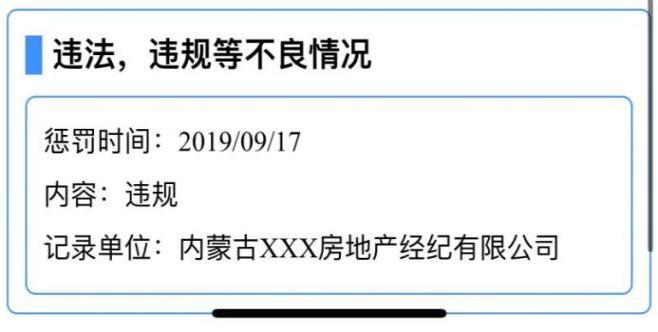 违法，违规等不良情况
惩罚时间：2019/09/17
内容：违规
记录单位：内蒙古XXX房地产经纪有限公司